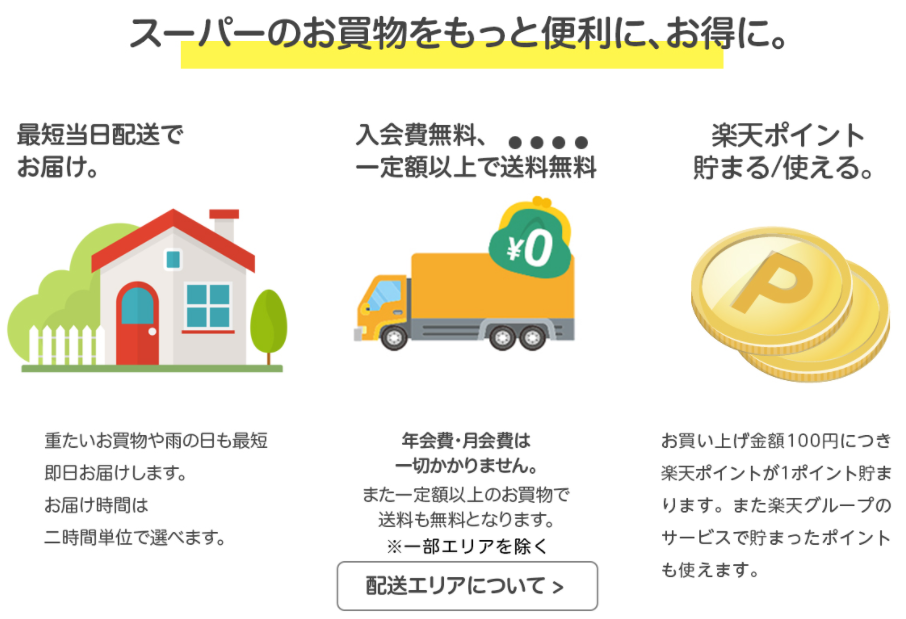 スーパーのお買物をもっと便利に、お得に。
最短当日配送で
お届け。
入会費無料、
一定額以上で送料無料
楽天ポイント
貯まる/使える。
¥0
P
重たいお買物や雨の日も最短
即日お届けします。
お届け時間は
二時間単位で選べます。
年会費・月会費は
一切かかりません。
また一定額以上のお買物で
送料も無料となります。
※一部エリアを除く
配送エリアについて >
お買い上げ金額100円につき
楽天ポイントが1ポイント貯ま
ります。また楽天グループの
サービスで貯まったポイント
も使えます。